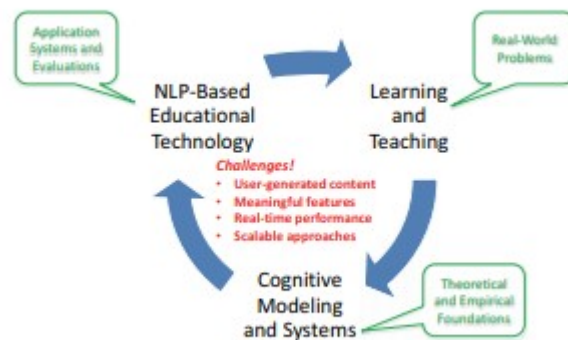 Application
Systems and
Evaluations
Real-World
Problems
NLP-Based
Educational
Technology
Learning
and
Teaching
Challenges!
• User-generated content
• Meaningful features
• Real-time performance
• Scalable approaches
Cognitive
Modeling
and Systems
Theoretical
and Empirical
Foundations